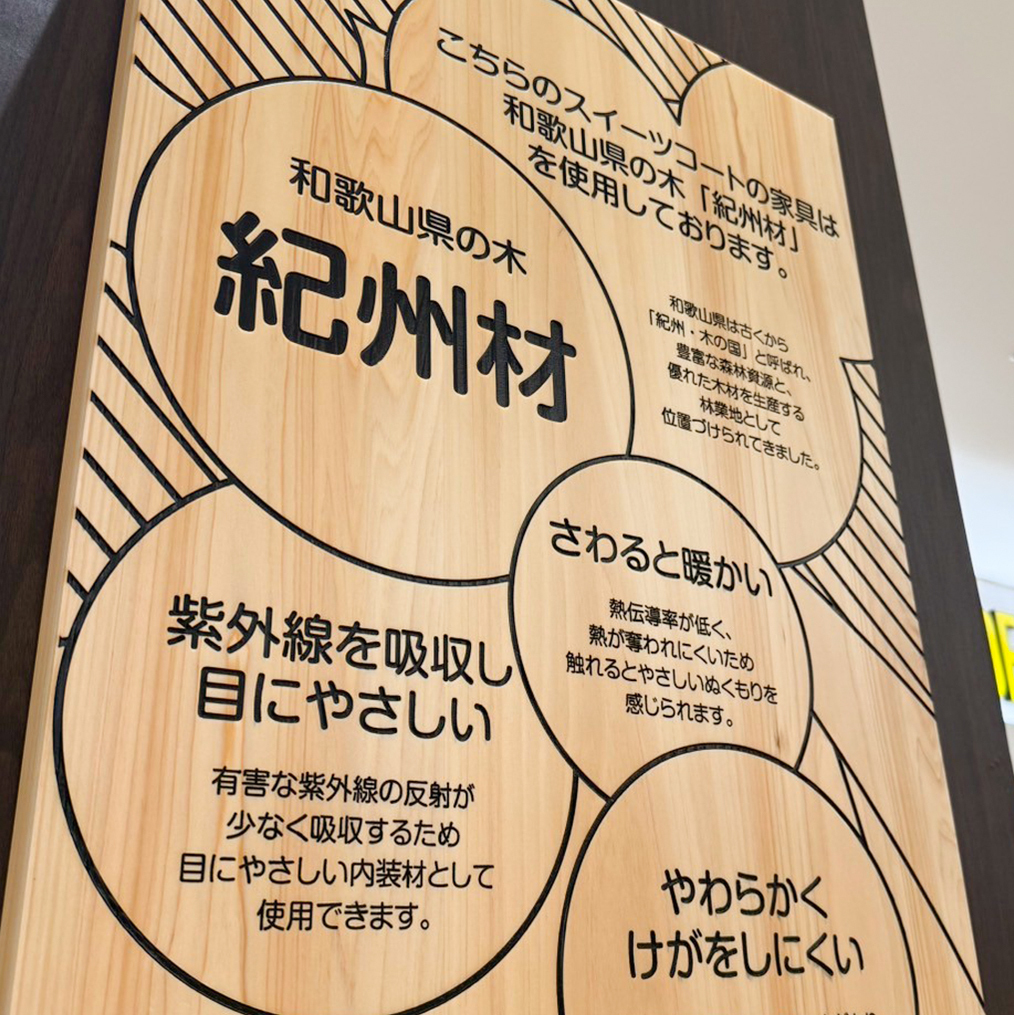 こちらのスイーツコートの家具は
和歌山県の木「紀州材」
を使用しております。
和歌山県の木
紀州材
和歌山県は古くから
「紀州・木の国」と呼ばれ、
豊富な森林資源と、
優れた木材を生産する
林業地として
位置づけられてきました。
さわると暖かい
熱伝導率が低く、
熱が奪われにくいため
触れるとやさしいぬくもりを
感じられます。
紫外線を吸収し
目にやさしい
有害な紫外線の反射が
少なく吸収するため
目にやさしい内装材として
使用できます。
やわらかく
けがをしにくい